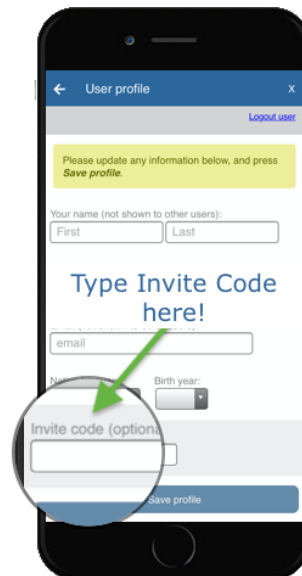 User profile x
Logout user
Please update any information below, and press
Save profile.
Your name (not shown to other users):
First Last
Type Invite Code
here!
email
Birth year:
Invite code (optiona
Save profile